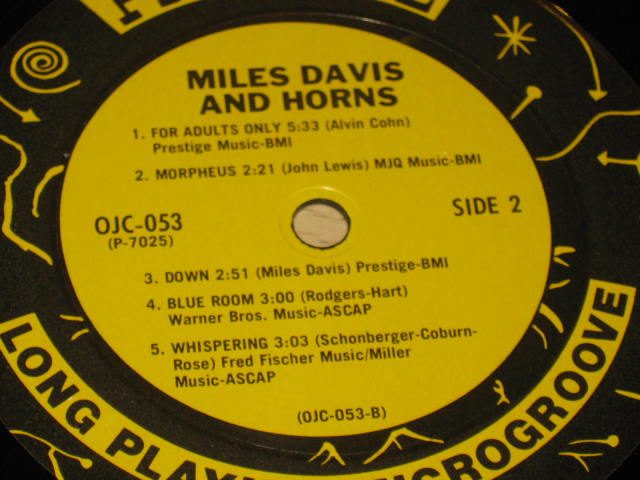 MILES DAVIS
AND HORNS
1. FOR ADULTS ONLY 5:33 (Alvin Cohn)
Prestige Music-BMI
2. MORPHEUS 2:21 (John Lewis) MJQ Music-BMI
OJC-053
(P-7025)
SIDE 2
3. DOWN 2:51 (Miles Davis) Prestige-BMI
4. BLUE ROOM 3:00 (Rodgers-Hart)
Warner Bros. Music-ASCAP
5. WHISPERING 3:03 (Schonberger-Coburn-
Rose) Fred Fischer Music/Miller
Music-ASCAP
(OJC-053-B)
LONG